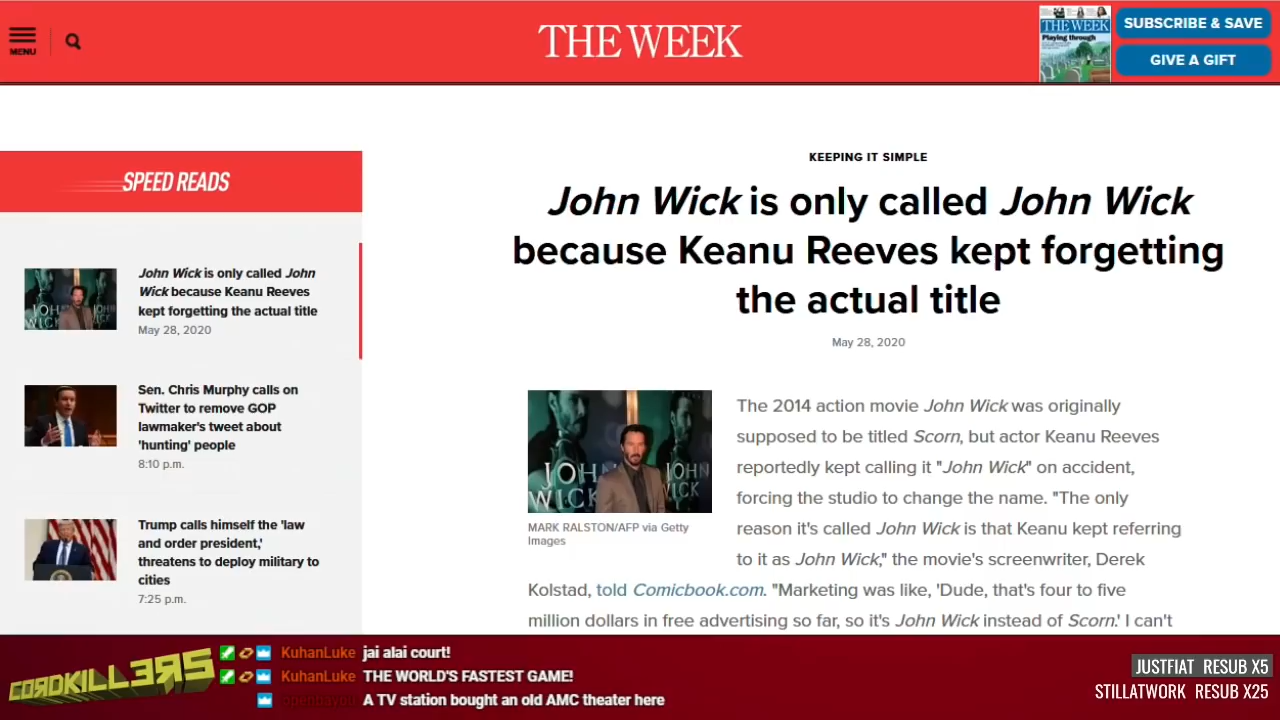 MENU
THE WEEK
THE WEEK
Playing through
SUBSCRIBE & SAVE
GIVE A GIFT
SPEED READS
John Wick is only called John
Wick because Keanu Reeves
kept forgetting the actual title
May 28, 2020
Sen. Chris Murphy calls on
Twitter to remove GOP
lawmaker's tweet about
'hunting' people
8:10 p.m.
Trump calls himself the 'law
and order president,'
threatens to deploy military to
cities
7:25 p.m.
KEEPING IT SIMPLE
John Wick is only called John Wick
because Keanu Reeves kept forgetting
the actual title
May 28, 2020
JOHN
WICK
JOHN
WICK
MARK RALSTON/AFP via Getty
Images
The 2014 action movie John Wick was originally
supposed to be titled Scorn, but actor Keanu Reeves
reportedly kept calling it "John Wick" on accident,
forcing the studio to change the name. "The only
reason it's called John Wick is that Keanu kept referring
to it as John Wick," the movie's screenwriter, Derek
Kolstad, told Comicbook.com. "Marketing was like, 'Dude, that's four to five
million dollars in free advertising so far, so it's John Wick instead of Scorn.' I can't
CORDKILLERS
KuhanLuke jai alai court!
KuhanLuke THE WORLD'S FASTEST GAME!
A TV station bought an old AMC theater here
JUSTFIAT RESUB X5
STILLATWORK RESUB X25